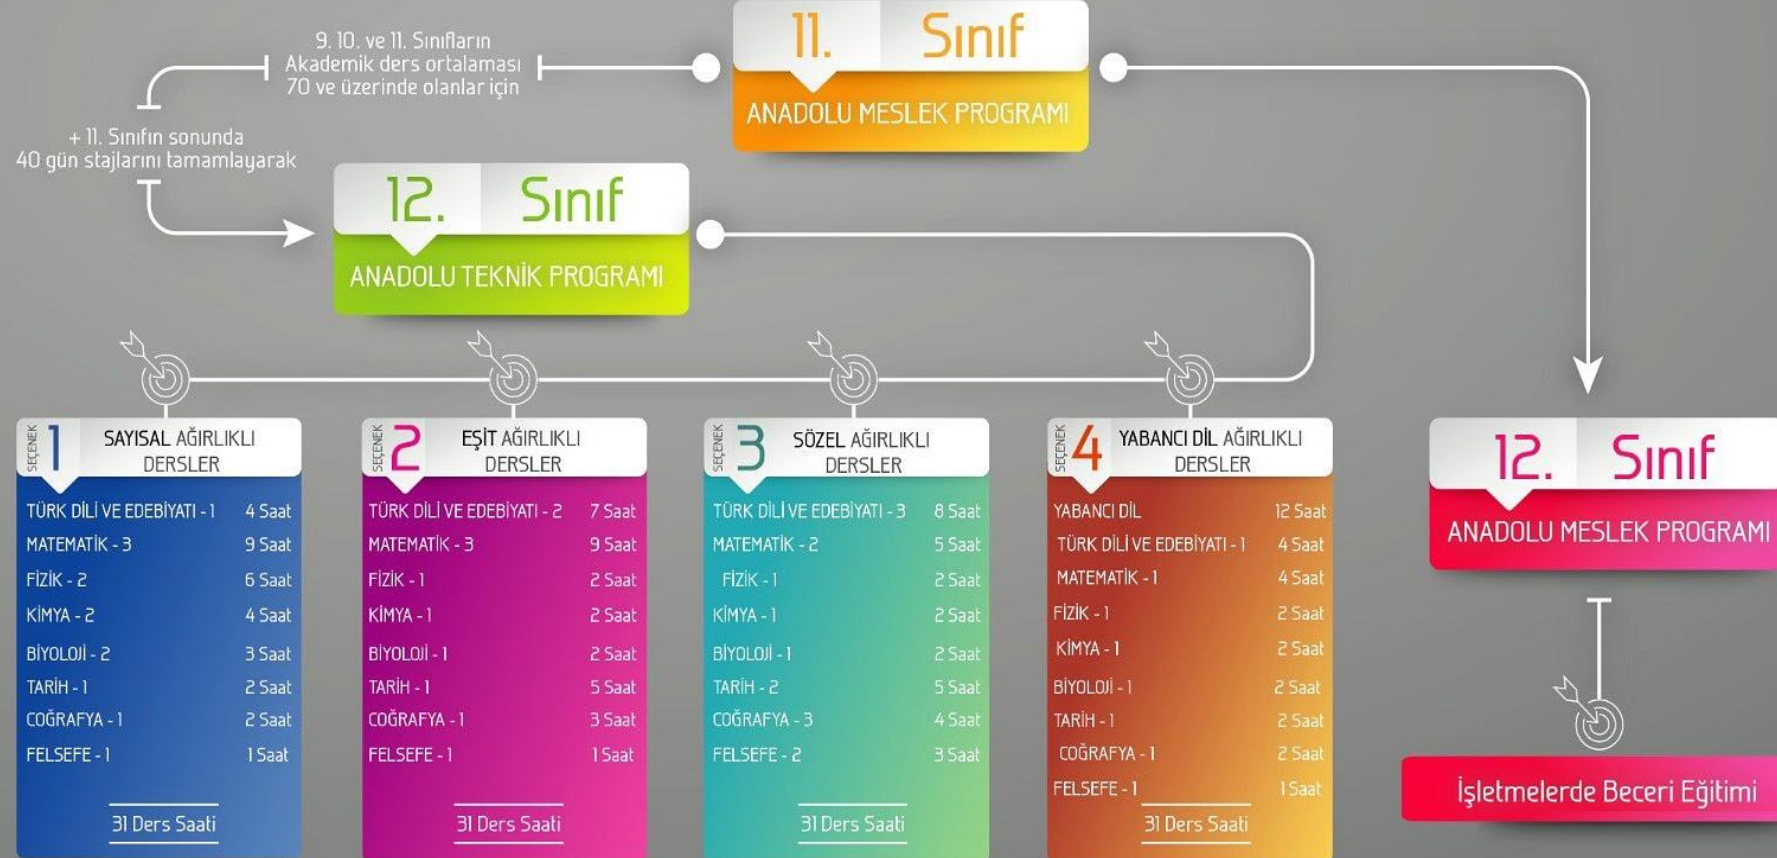 11. Sınıf
ANADOLU MESLEK PROGRAMI
9. 10. ve 11. Sınıfların
Akademik ders ortalaması
70 ve üzerinde olanlar için
+ 11. Sınıfın sonunda
40 gün stajlarını tamamlayarak
12. Sınıf
ANADOLU TEKNİK PROGRAMI
SEÇENEK 1
SAYISAL AĞIRLIKLI
DERSLER
TÜRK DİLİ VE EDEBİYATI - 1 4 Saat
MATEMATİK - 3 9 Saat
FİZİK - 2 6 Saat
KİMYA - 2 4 Saat
BİYOLOJİ - 2 3 Saat
TARİH - 1 2 Saat
COĞRAFYA - 1 2 Saat
FELSEFE - 1 1 Saat
31 Ders Saati
SEÇENEK 2
EŞİT AĞIRLIKLI
DERSLER
TÜRK DİLİ VE EDEBİYATI - 2 7 Saat
MATEMATİK - 3 9 Saat
FİZİK - 1 2 Saat
KİMYA - 1 2 Saat
BİYOLOJİ - 1 2 Saat
TARİH - 1 5 Saat
COĞRAFYA - 1 3 Saat
FELSEFE - 1 1 Saat
31 Ders Saati
SEÇENEK 3
SÖZEL AĞIRLIKLI
DERSLER
TÜRK DİLİ VE EDEBİYATI - 3 8 Saat
MATEMATİK - 2 5 Saat
FİZİK - 1 2 Saat
KİMYA - 1 2 Saat
BİYOLOJİ - 1 2 Saat
TARİH - 2 5 Saat
COĞRAFYA - 3 4 Saat
FELSEFE - 2 3 Saat
31 Ders Saati
SEÇENEK 4
YABANCI DİL AĞIRLIKLI
DERSLER
YABANCI DİL 12 Saat
TÜRK DİLİ VE EDEBİYATI - 1 4 Saat
MATEMATİK - 1 4 Saat
FİZİK - 1 2 Saat
KİMYA - 1 2 Saat
BİYOLOJİ - 1 2 Saat
TARİH - 1 2 Saat
COĞRAFYA - 1 2 Saat
FELSEFE - 1 1 Saat
31 Ders Saati
12. Sınıf
ANADOLU MESLEK PROGRAMI
İşletmelerde Beceri Eğitimi